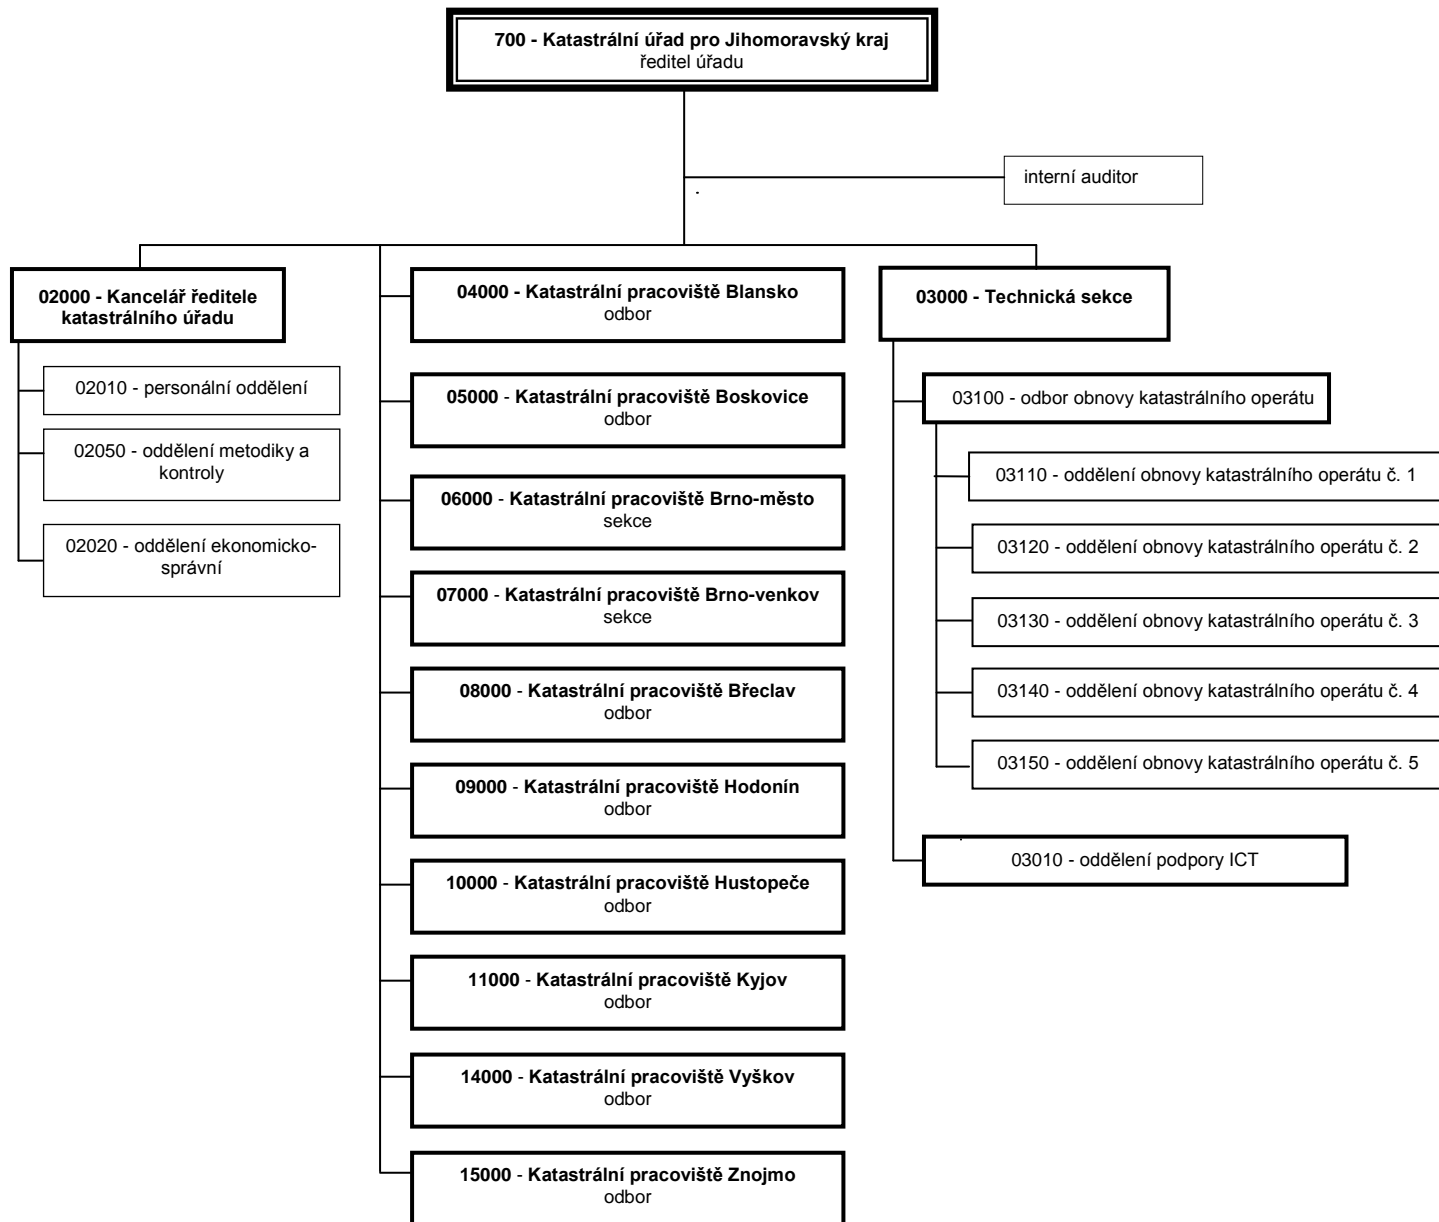 700 - Katastrální úřad pro Jihomoravský kraj
ředitel úřadu
interní auditor
02000 - Kancelář ředitele
katastrálního úřadu
02010 - personální oddělení
02050 - oddělení metodiky a
kontroly
02020 - oddělení ekonomicko-
správní
04000 - Katastrální pracoviště Blansko
odbor
05000 - Katastrální pracoviště Boskovice
odbor
06000 - Katastrální pracoviště Brno-město
sekce
07000 - Katastrální pracoviště Brno-venkov
sekce
08000 - Katastrální pracoviště Břeclav
odbor
09000 - Katastrální pracoviště Hodonín
odbor
10000 - Katastrální pracoviště Hustopeče
odbor
11000 - Katastrální pracoviště Kyjov
odbor
14000 - Katastrální pracoviště Vyškov
odbor
15000 - Katastrální pracoviště Znojmo
odbor
03000 - Technická sekce
03100 - odbor obnovy katastrálního operátu
03110 - oddělení obnovy katastrálního operátu č. 1
03120 - oddělení obnovy katastrálního operátu č. 2
03130 - oddělení obnovy katastrálního operátu č. 3
03140 - oddělení obnovy katastrálního operátu č. 4
03150 - oddělení obnovy katastrálního operátu č. 5
03010 - oddělení podpory ICT